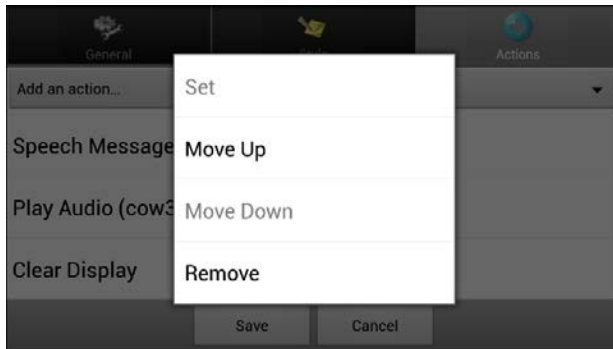 General
Actions
Add an action...
Set
Speech Message
Move Up
Play Audio (cow3
Move Down
Clear Display
Remove
Save
Cancel